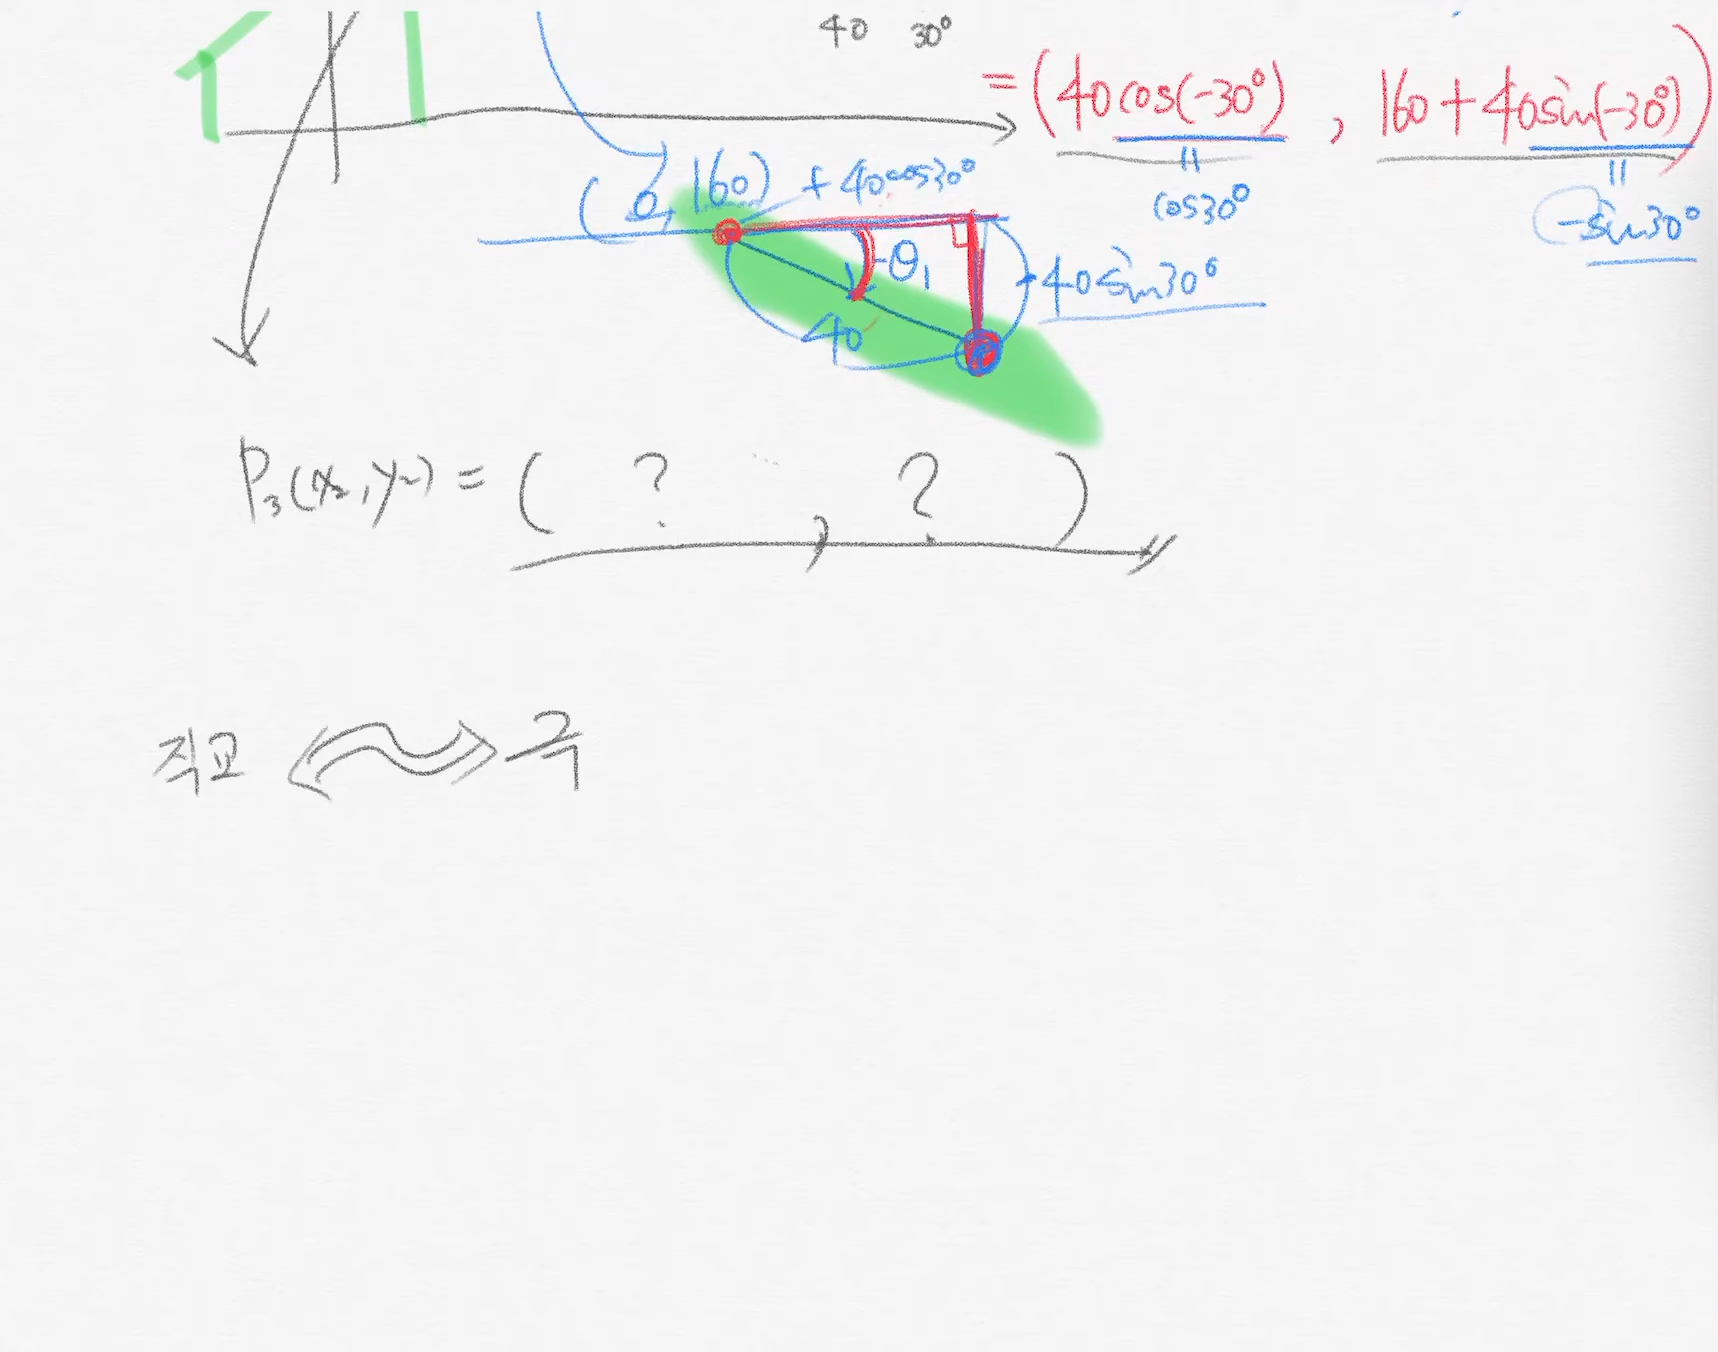 40 30°
= (40cos(-30°) , 160+40sin(-30°))
(0, 160) +40cos30°
=
cos30°
=
-sin30°
-θ₁
-40sin30°
40
P₃(x₂,y₂) = ( ? , ? )
직교 극